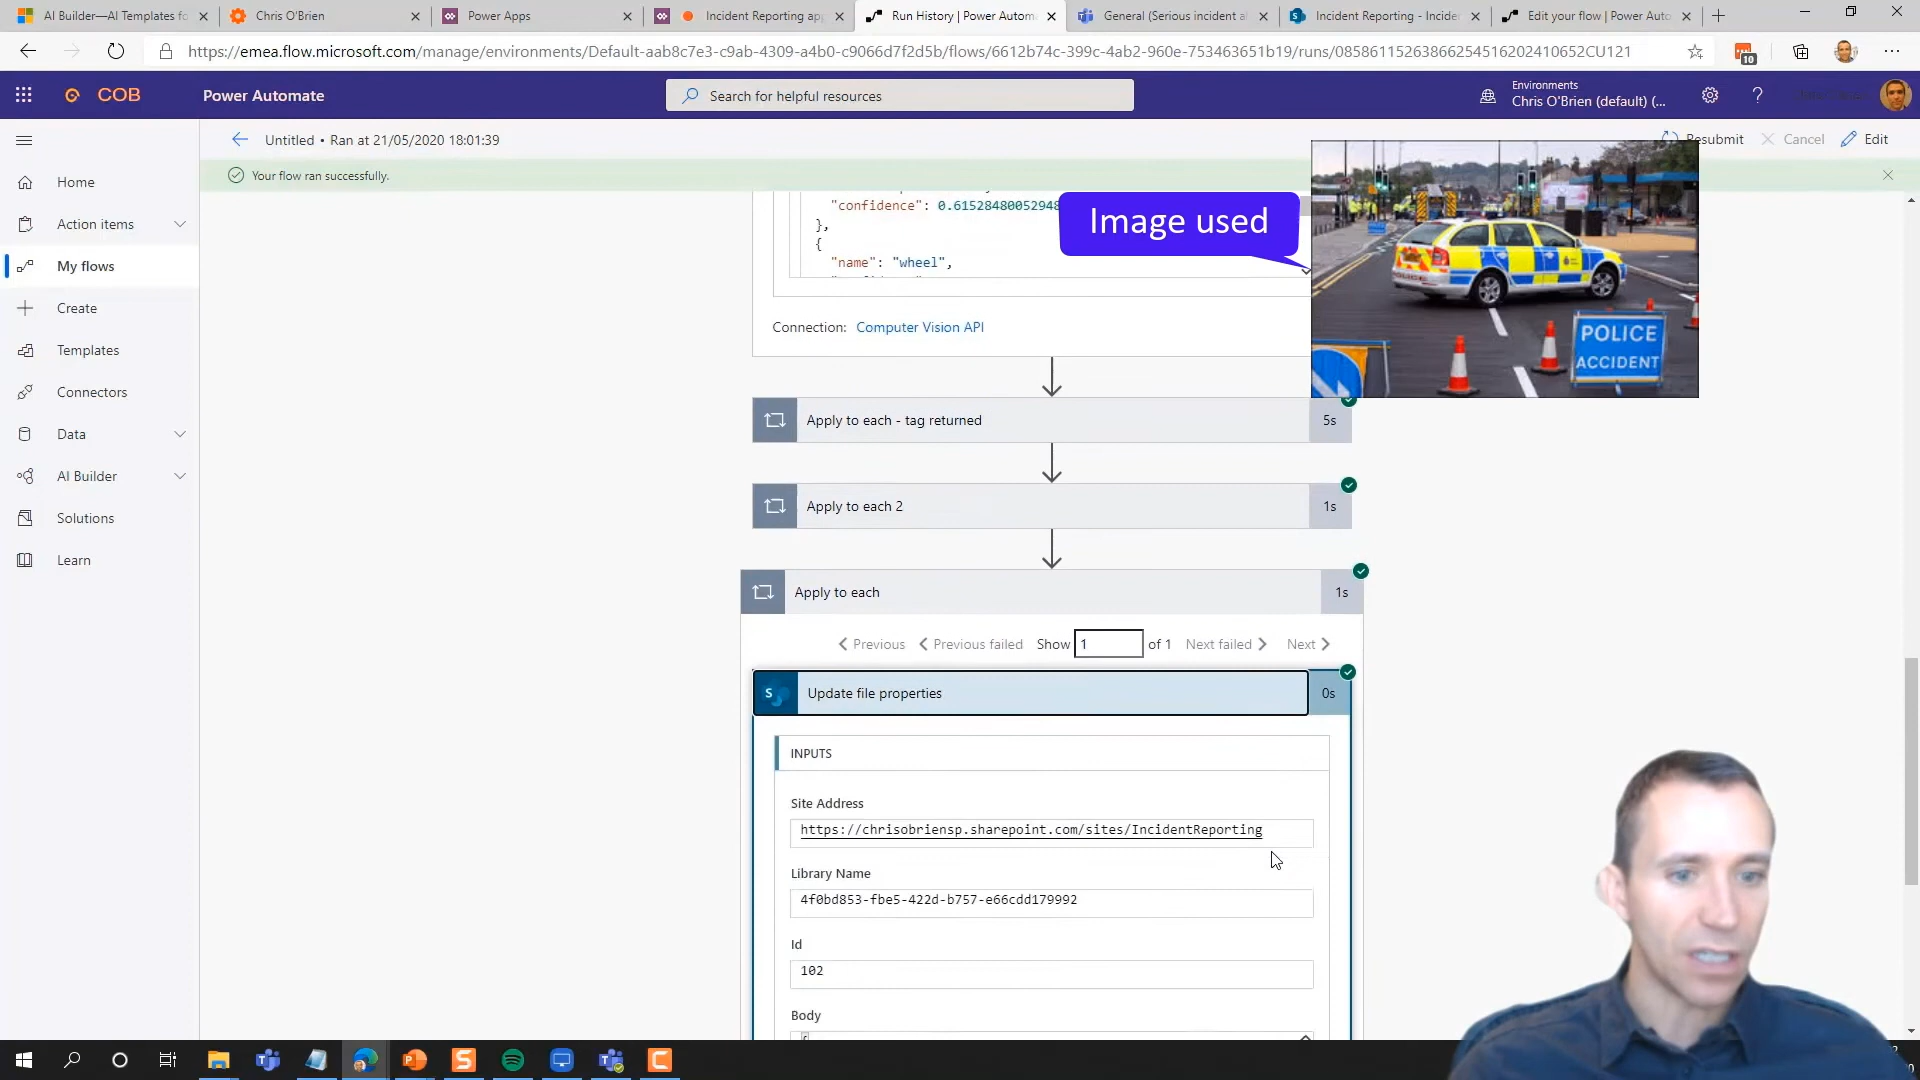 AI Builder—AI Templates fo
Chris O'Brien
Power Apps
Incident Reporting app
Run History | Power Automa
General (Serious incident al
Incident Reporting - Incide
Edit your flow | Power Auto
https://emea.flow.microsoft.com/manage/environments/Default-aab8c7e3-c9ab-4309-a4b0-c9066d7f2d5b/flows/6612b74c-399c-4ab2-960e-753463651b19/runs/08586115263866254516202410652CU121
10
COB
Power Automate
Search for helpful resources
Environments
Chris O'Brien (default) (...
Untitled • Ran at 21/05/2020 18:01:39
Resubmit
Cancel
Edit
Your flow ran successfully.
Home
Action items
My flows
Create
Templates
Connectors
Data
AI Builder
Solutions
Learn
"confidence": 0.61528480052948
},
{
"name": "wheel",
Image used
POLICE
ACCIDENT
Connection: Computer Vision API
Apply to each - tag returned
5s
Apply to each 2
1s
Apply to each
1s
Previous
Previous failed
Show 1 of 1
Next failed
Next
Update file properties
0s
INPUTS
Site Address
https://chrisobriensp.sharepoint.com/sites/IncidentReporting
Library Name
4f0bd853-fbe5-422d-b757-e66cdd179992
Id
102
Body
{